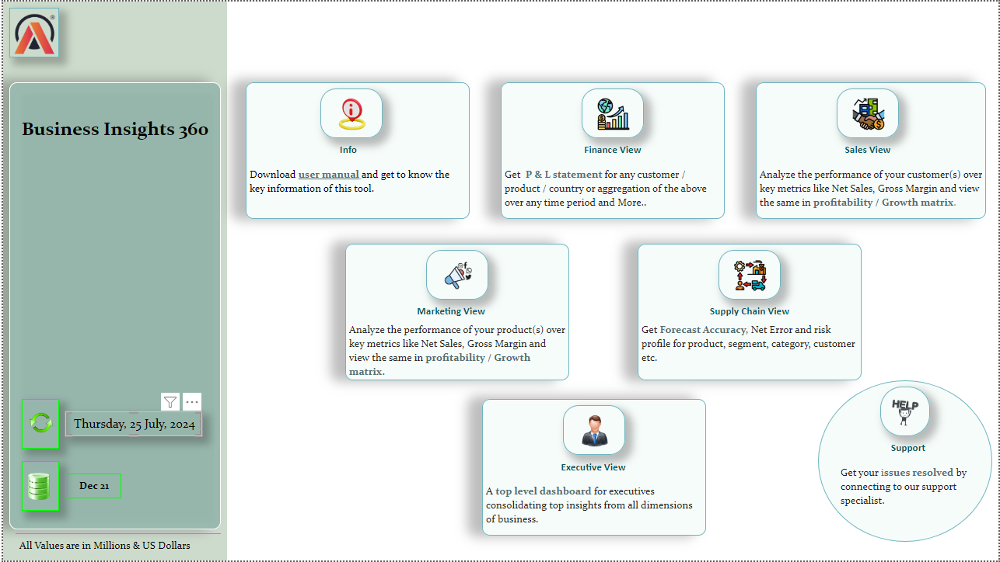 ®
Business Insights 360
Info
Download user manual and get to know the
key information of this tool.
Finance View
Get P & L statement for any customer /
product / country or aggregation of the above
over any time period and More..
Sales View
Analyze the performance of your customer(s) over
key metrics like Net Sales, Gross Margin and view
the same in profitability / Growth matrix.
Marketing View
Analyze the performance of your product(s) over
key metrics like Net Sales, Gross Margin and
view the same in profitability / Growth
matrix.
Supply Chain View
Get Forecast Accuracy, Net Error and risk
profile for product, segment, category, customer
etc.
Executive View
A top level dashboard for executives
consolidating top insights from all dimensions
of business.
HELP
Support
Get your issues resolved by
connecting to our support
specialist.
Thursday, 25 July, 2024
Dec 21
All Values are in Millions & US Dollars